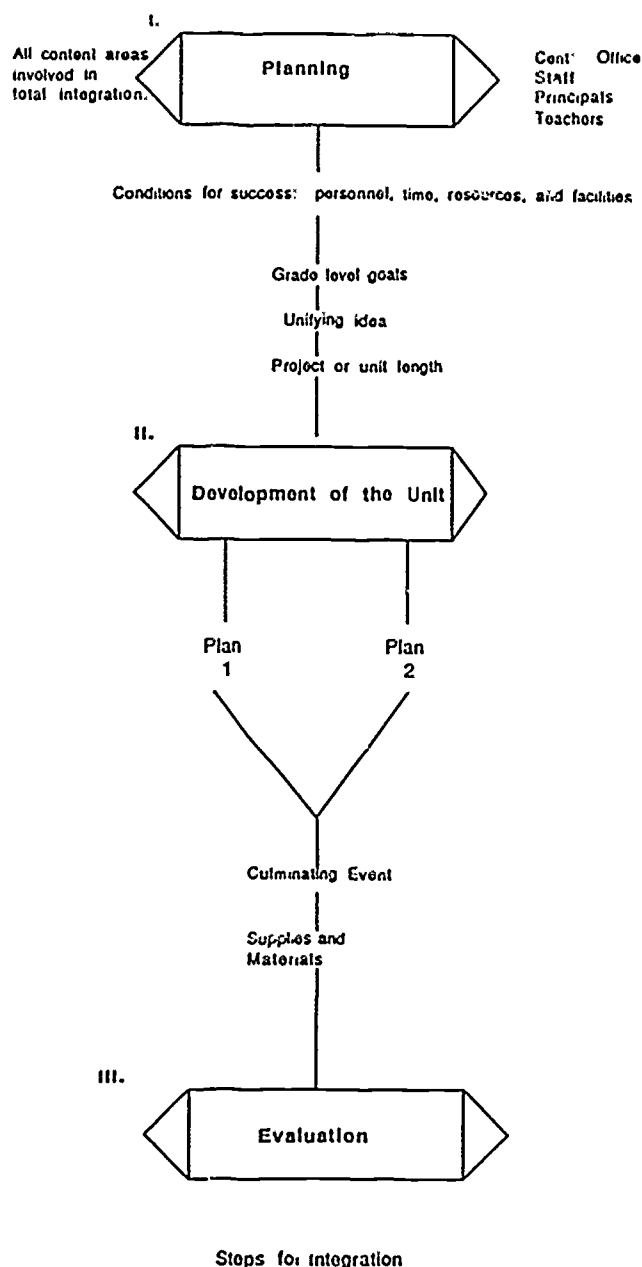 I.
All content areas
involved in
total integration.
Planning
Office
Staff
Principals
Teachers
Conditions for success: personnel, time, resources, and facilities
Grade level goals
Unifying idea
Project or unit length
II.
Development of the Unit
Plan
1
Plan
2
Culminating Event
Supplies and
Materials
III.
Evaluation
Steps for Integration